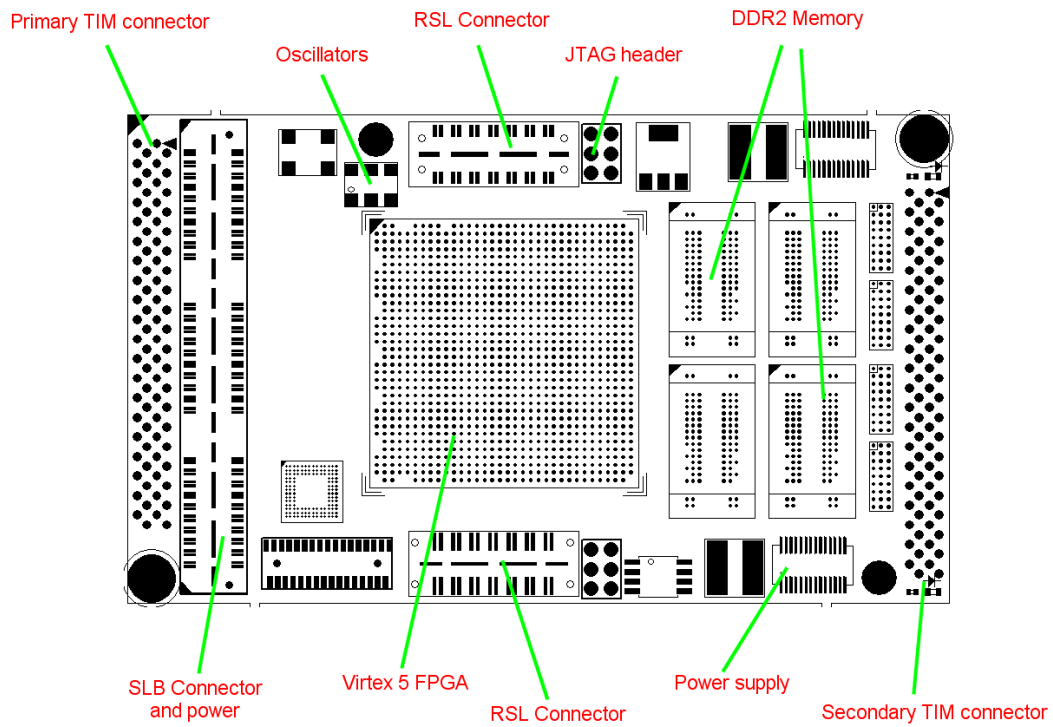 Primary TIM connector
RSL Connector
DDR2 Memory
Oscillators
JTAG header
SLB Connector
and power
Virtex 5 FPGA
RSL Connector
Power supply
Secondary TIM connector